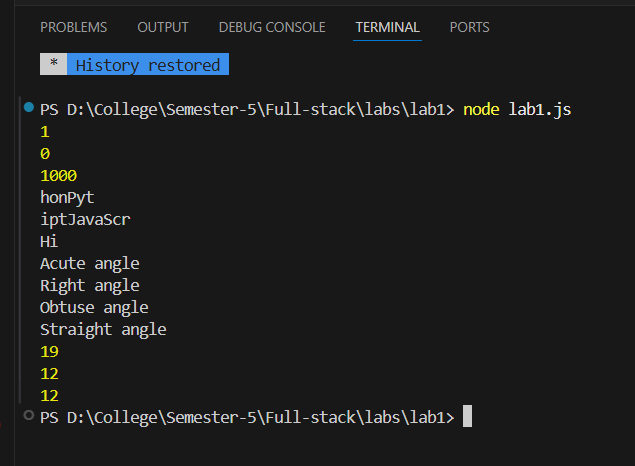 PROBLEMS OUTPUT DEBUG CONSOLE TERMINAL PORTS
* History restored
PS D:\College\Semester-5\Full-stack\labs\lab1> node lab1.js
1
0
1000
honPyt
iptJavaScr
Hi
Acute angle
Right angle
Obtuse angle
Straight angle
19
12
12
PS D:\College\Semester-5\Full-stack\labs\lab1>